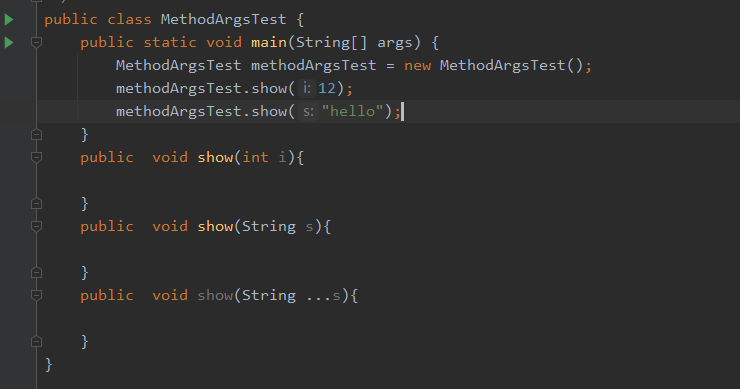 public class MethodArgsTest {
    public static void main(String[] args) {
        MethodArgsTest methodArgsTest = new MethodArgsTest();
        methodArgsTest.show( i: 12);
        methodArgsTest.show( s: "hello");
    }
    public  void show(int i){
    }
    public  void show(String s){
    }
    public  void show(String ...s){
    }
}